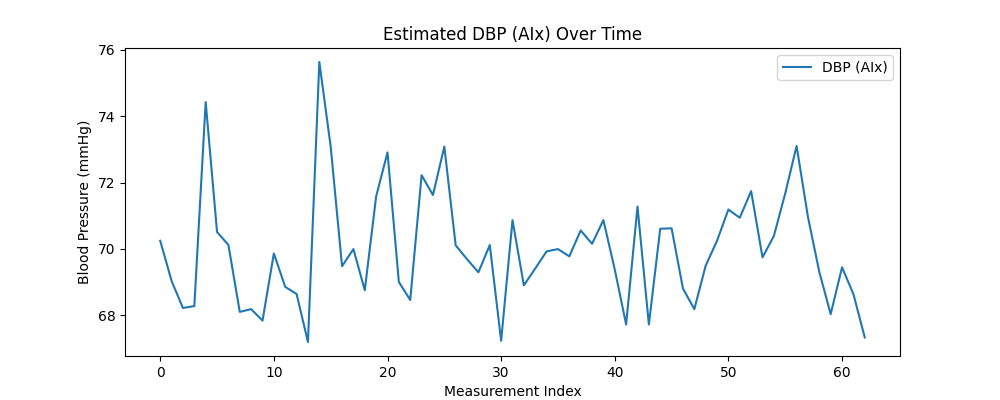 Estimated DBP (AIx) Over Time
DBP (AIx)
Blood Pressure (mmHg)
76
74
72
70
68
0 10 20 30 40 50 60
Measurement Index